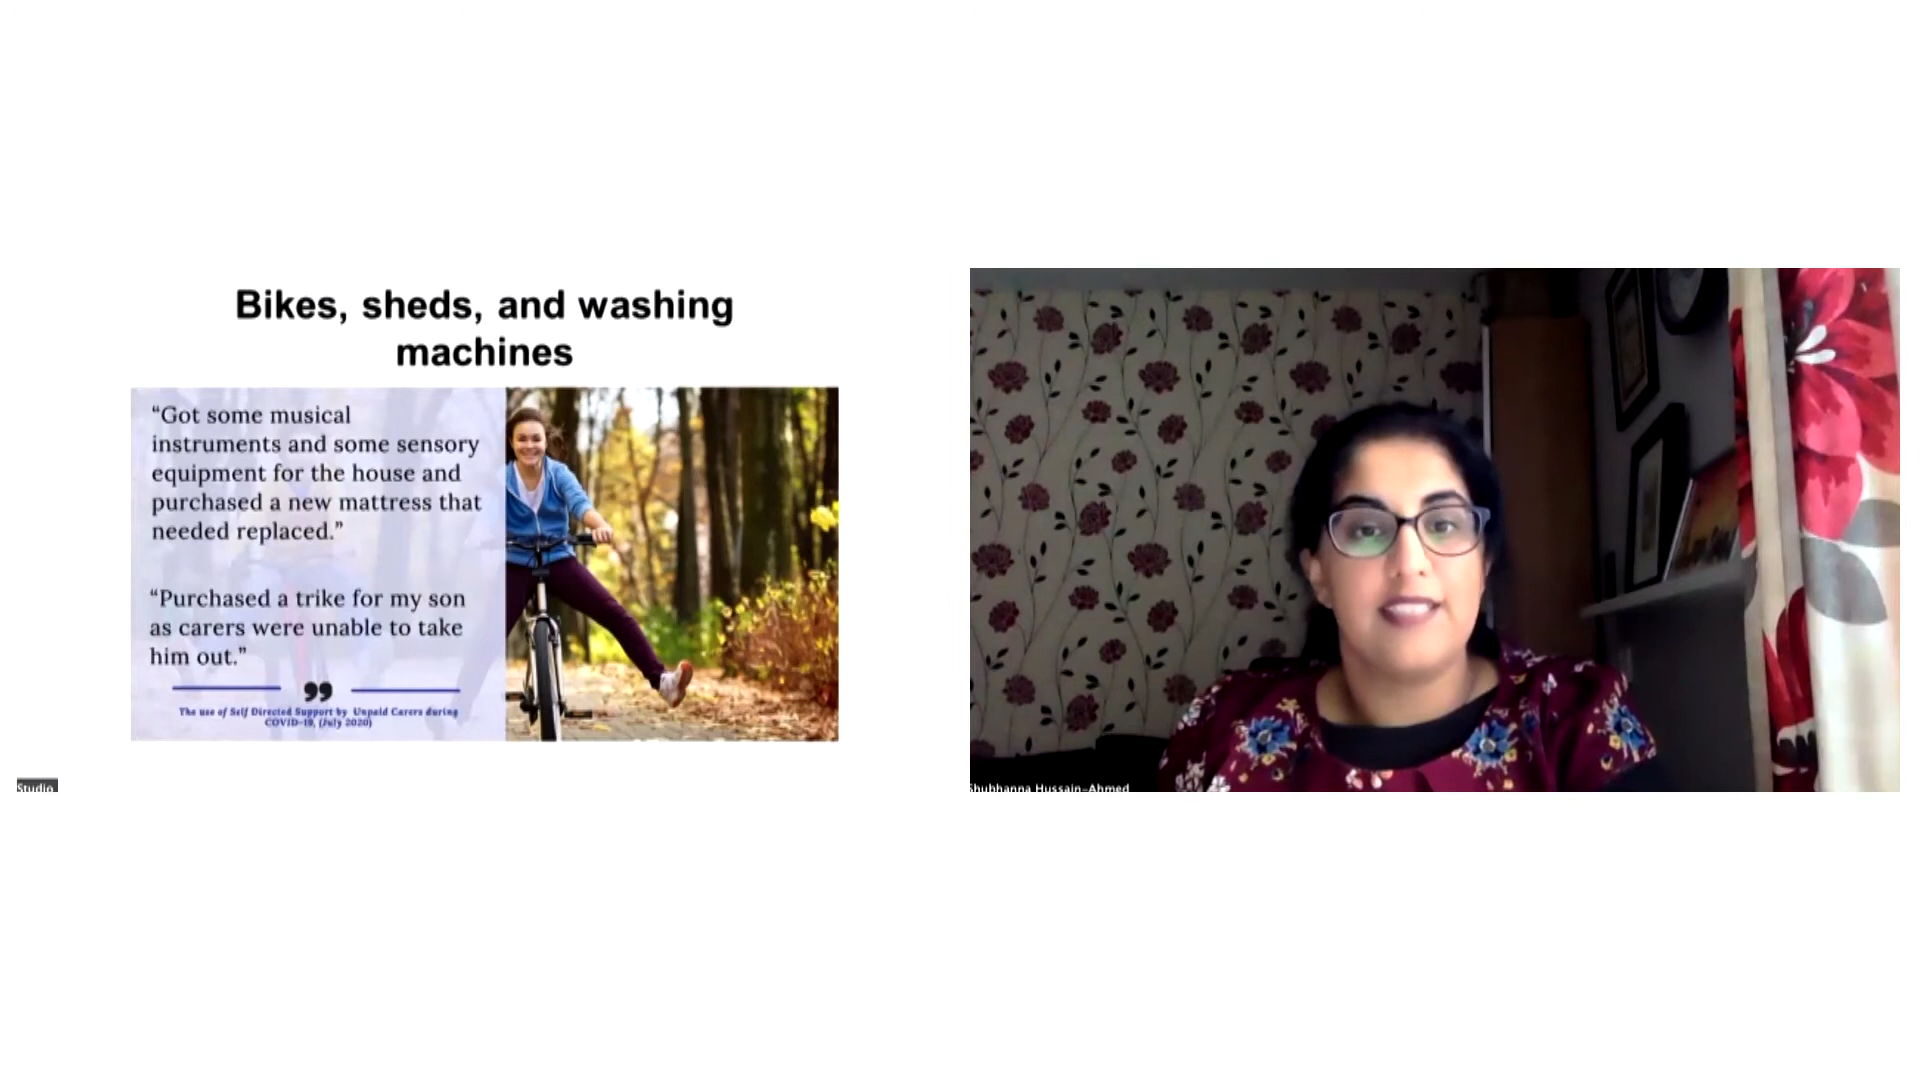 Bikes, sheds, and washing
machines
“Got some musical
instruments and some sensory
equipment for the house and
purchased a new mattress that
needed replaced.”
“Purchased a trike for my son
as carers were unable to take
him out.”
The use of Self Directed Support by Unpaid Carers during
COVID-19, (July 2020)
Studio
Shubhanna Hussain-Ahmed